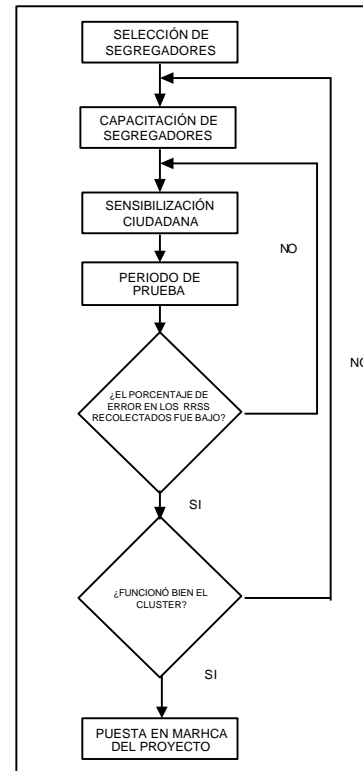 SELECCIÓN DE
SEGREGADORES
CAPACITACIÓN DE
SEGREGADORES
SENSIBILIZACIÓN
CIUDADANA
NO
PERIODO DE
PRUEBA
NO
¿EL PORCENTAJE DE
ERROR EN LOS RRSS
RECOLECTADOS FUE BAJO?
SI
¿FUNCIONÓ BIEN EL
CLUSTER?
SI
PUESTA EN MARHCA
DEL PROYECTO